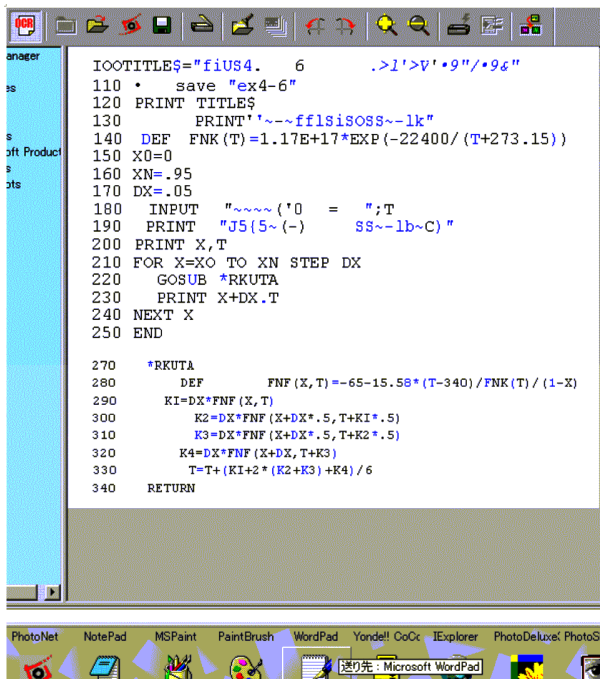 OCR
anager
es
s
oft Product
s
ots
IOOTITLE$="fiUS4.    6        .>l'>V'•9"/•9&"
110 •   save "ex4-6"
120 PRINT TITLE$
130       PRINT''~-~fflSiSOSS~-lk"
140  DEF  FNK(T)=1.17E+17*EXP(-22400/(T+273.15))
150 X0=0
160 XN=.95
170 DX=.05
180  INPUT  "~~~~('0  =  ";T
190  PRINT  "J5{5~(-)    SS~-lb~C)"
200 PRINT X,T
210 FOR X=XO TO XN STEP DX
220   GOSUB *RKUTA
230   PRINT X+DX.T
240 NEXT X
250 END
270   *RKUTA
280       DEF       FNF(X,T)=-65-15.58*(T-340)/FNK(T)/(1-X)
290     KI=DX*FNF(X,T)
300        K2=DX*FNF(X+DX*.5,T+KI*.5)
310        K3=DX*FNF(X+DX*.5,T+K2*.5)
320      K4=DX*FNF(X+DX,T+K3)
330       T=T+(KI+2*(K2+K3)+K4)/6
340   RETURN
PhotoNet NotePad MSPaint PaintBrush WordPad Yonde!! CoCc IExplorer PhotoDeluxe( PhotoS
送り先 : Microsoft WordPad